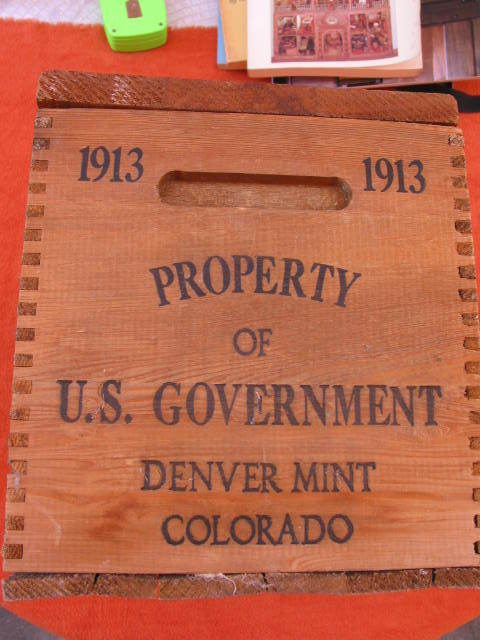 1913 1913
PROPERTY
OF
U.S. GOVERNMENT
DENVER MINT
COLORADO